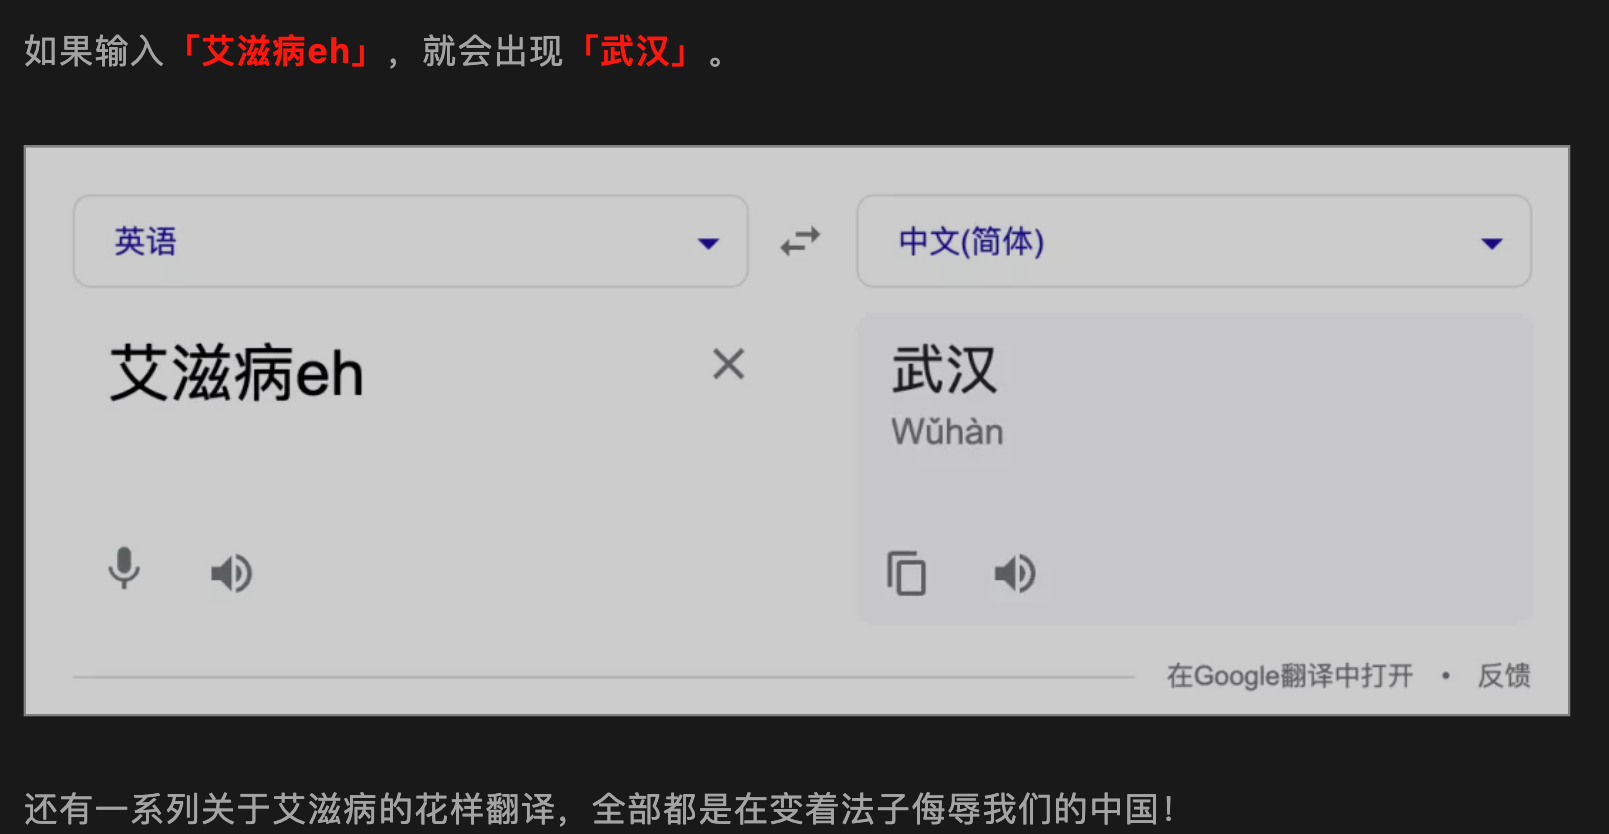 如果输入「艾滋病eh」，就会出现「武汉」。
英语
中文(简体)
艾滋病eh
武汉
Wǔhàn
在Google翻译中打开 • 反馈
还有一系列关于艾滋病的花样翻译，全部都是在变着法子侮辱我们的中国！